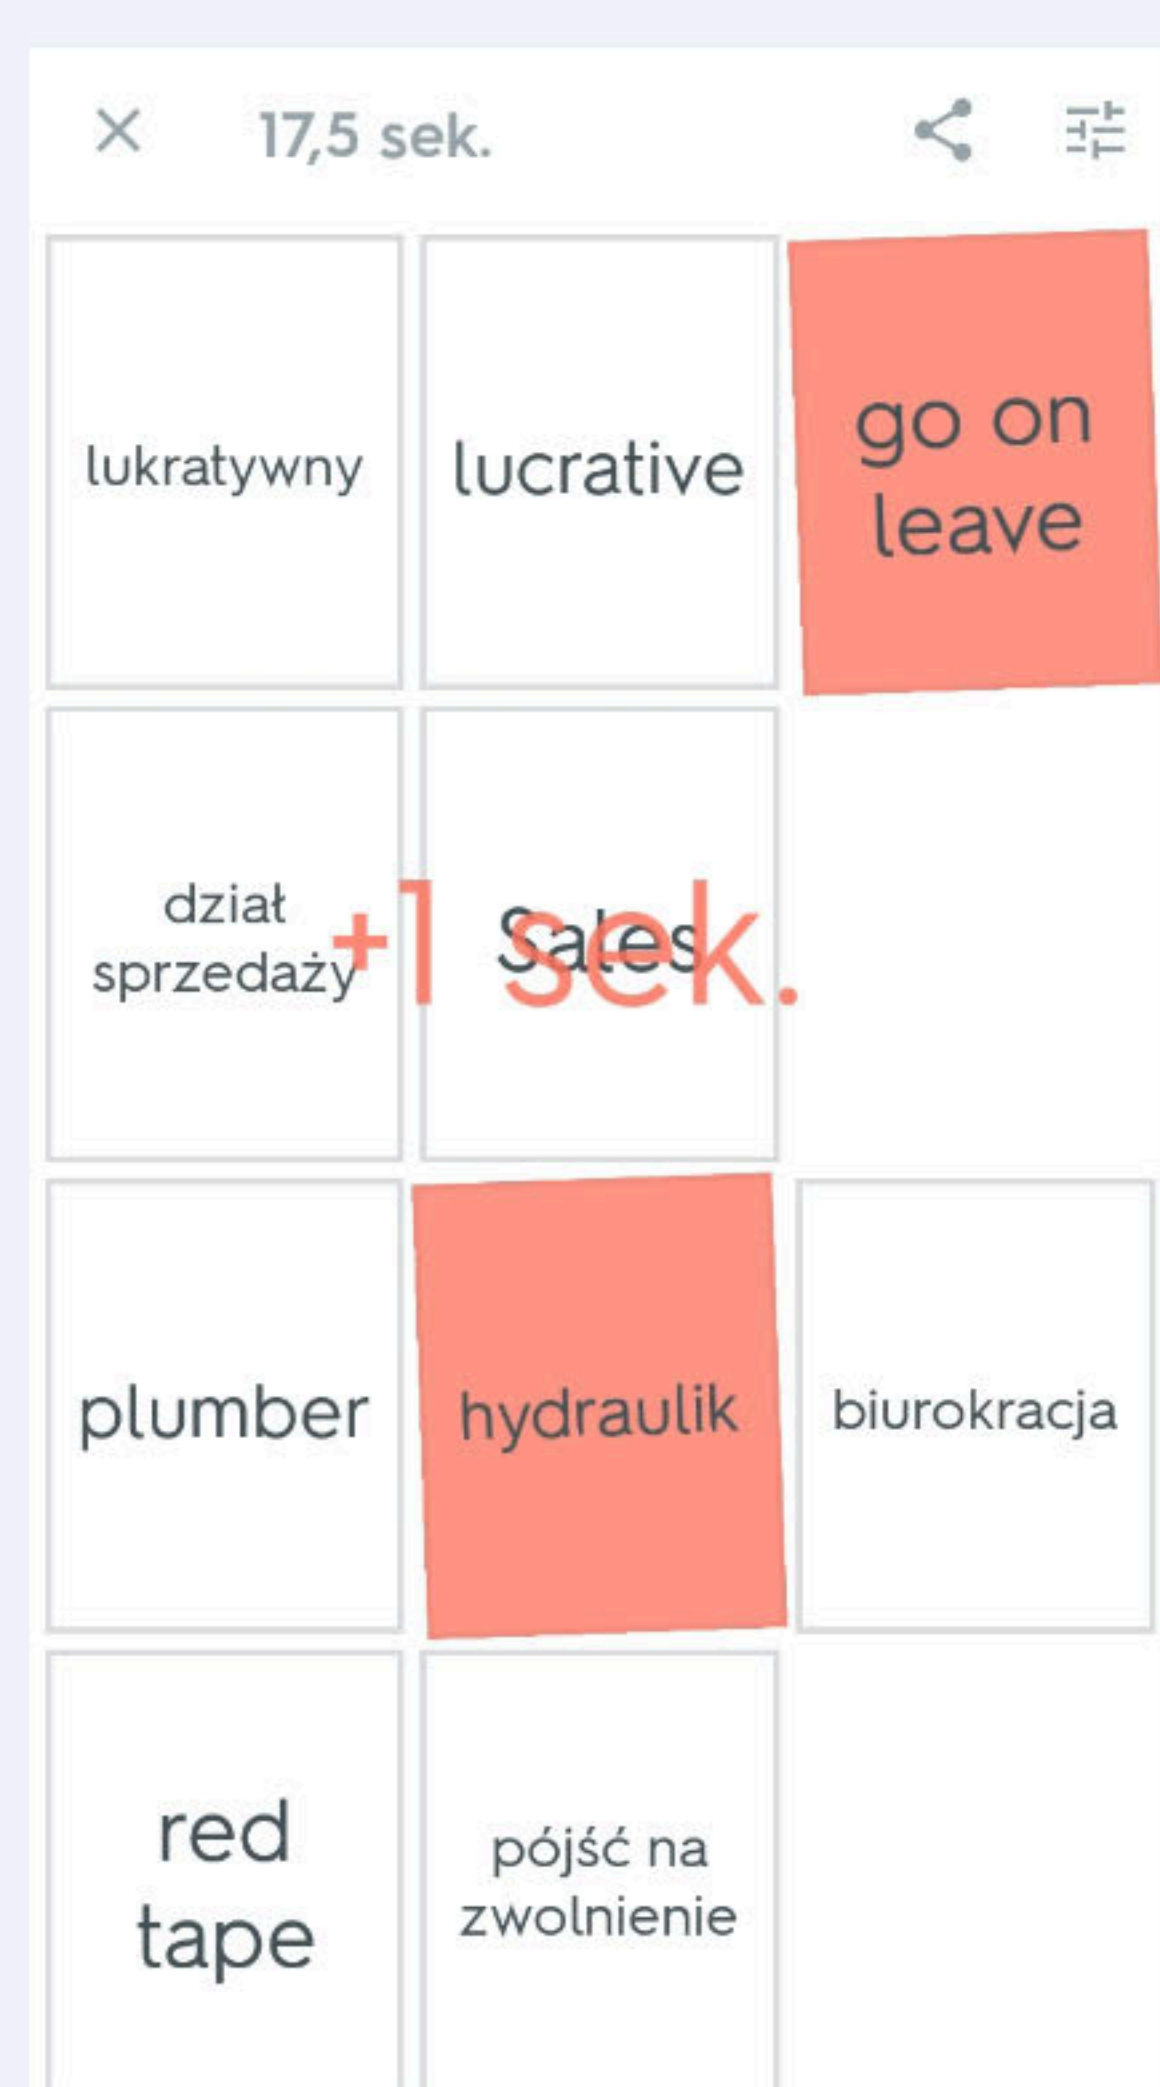 17,5 sek.
lukratywny
lucrative
go on
leave
dział
sprzedaży
+1 sek.
Sales
plumber
hydraulik
biurokracja
red
tape
pójść na
zwolnienie